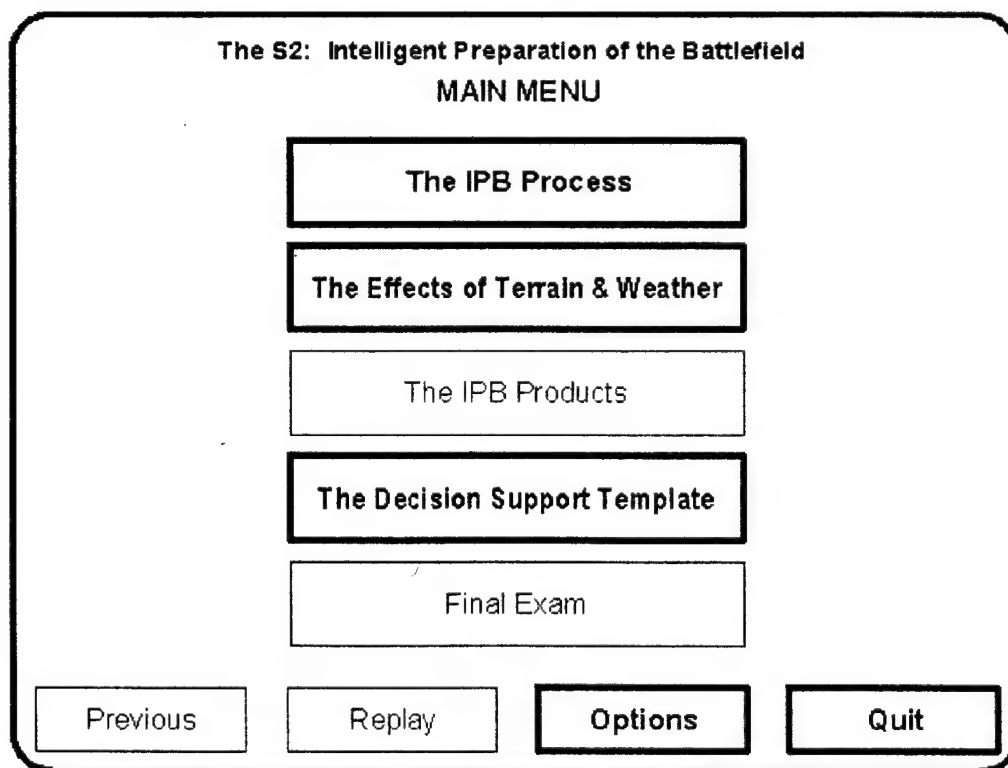 The S2: Intelligent Preparation of the Battlefield
MAIN MENU
The IPB Process
The Effects of Terrain & Weather
The IPB Products
The Decision Support Template
Final Exam
Previous Replay Options Quit